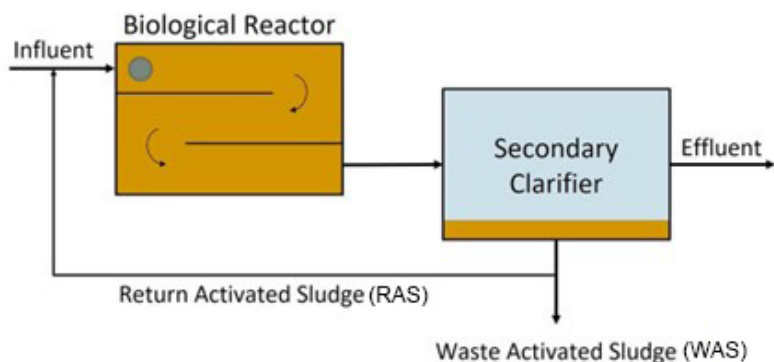 Biological Reactor
Influent
Secondary
Clarifier
Effluent
Return Activated Sludge (RAS)
Waste Activated Sludge (WAS)